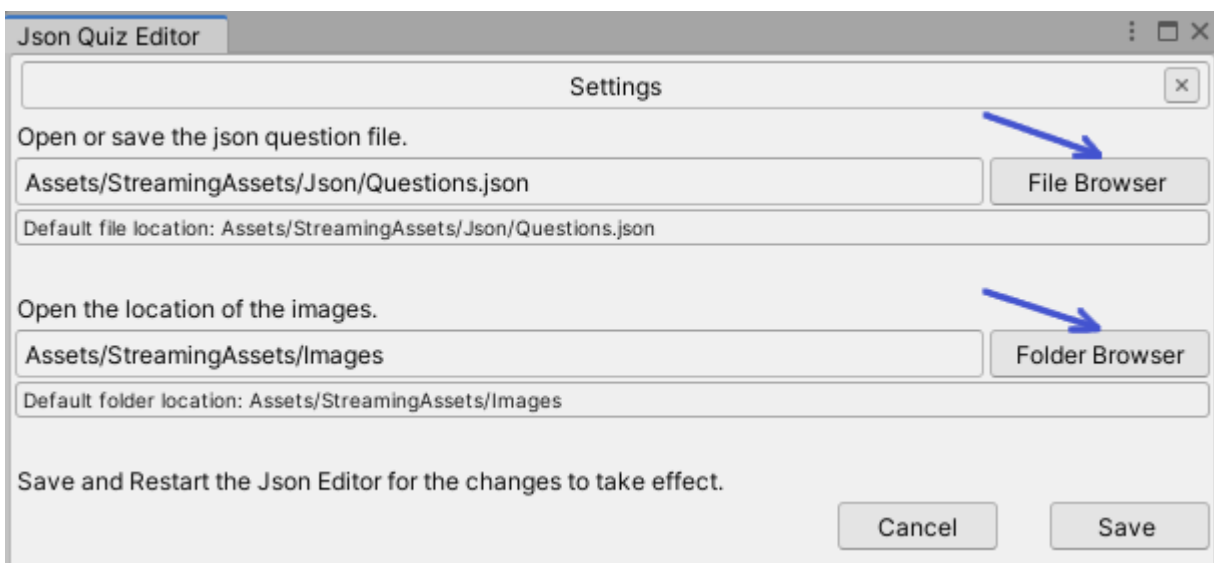 Json Quiz Editor
Settings
Open or save the json question file.
Assets/StreamingAssets/Json/Questions.json
File Browser
Default file location: Assets/StreamingAssets/Json/Questions.json
Open the location of the images.
Assets/StreamingAssets/Images
Folder Browser
Default folder location: Assets/StreamingAssets/Images
Save and Restart the Json Editor for the changes to take effect.
Cancel
Save